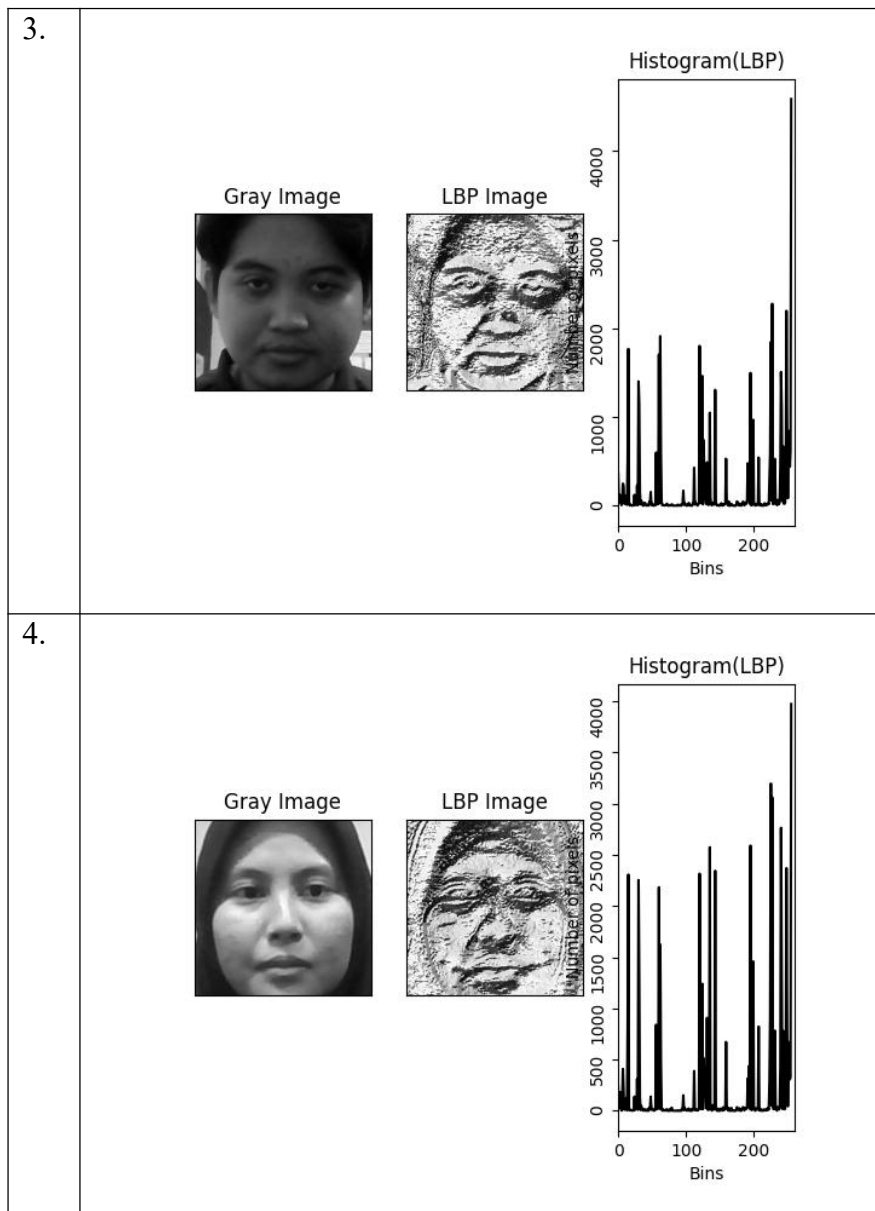 3.
Histogram(LBP)
Gray Image
LBP Image
Number of pixels
4000
3000
2000
1000
0
0 100 200
Bins
4.
Histogram(LBP)
Gray Image
LBP Image
Number of pixels
4000
3500
3000
2500
2000
1500
1000
500
0
0 100 200
Bins